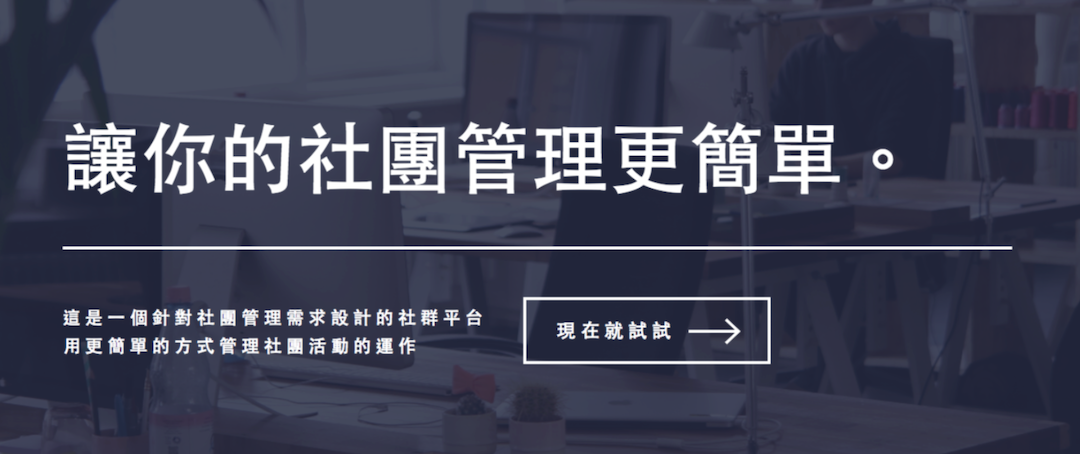 讓你的社團管理更簡單。
這是一個針對社團管理需求設計的社群平台
用更簡單的方式管理社團活動的運作
現在就試試